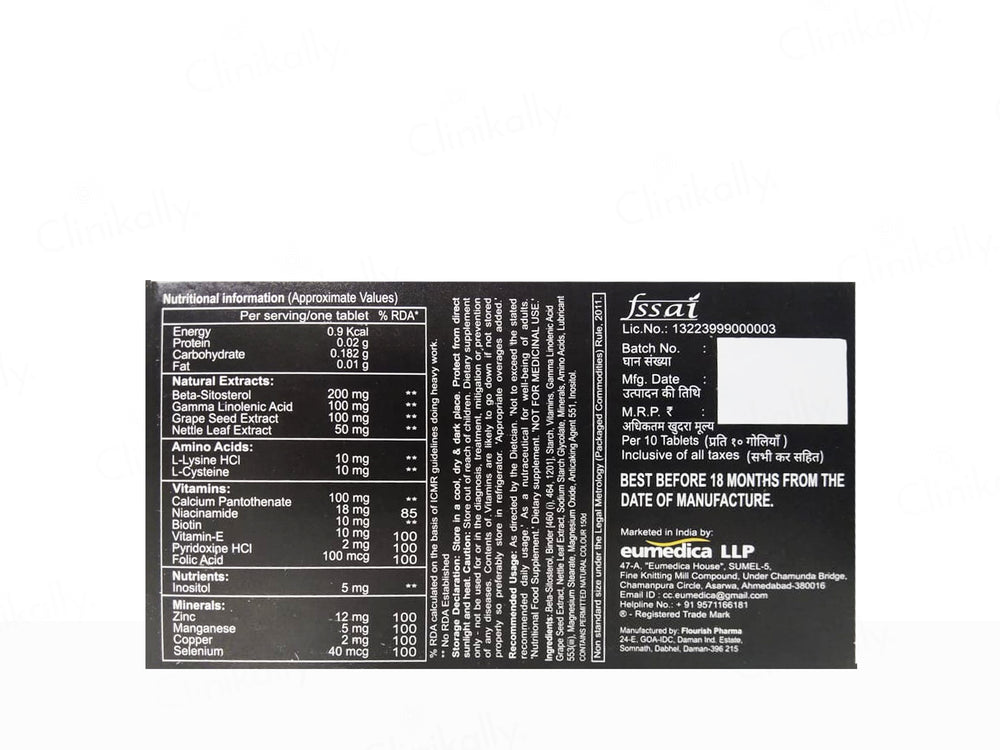 Nutritional information (Approximate Values)
Per serving/one tablet % RDA*
Energy 0.9 Kcal
Protein 0.02 g
Carbohydrate 0.182 g
Fat 0.01 g
Natural Extracts:
Beta-Sitosterol 200 mg **
Gamma Linolenic Acid 100 mg **
Grape Seed Extract 100 mg **
Nettle Leaf Extract 50 mg **
Amino Acids:
L-Lysine HCl 10 mg **
L-Cysteine 10 mg **
Vitamins:
Calcium Pantothenate 100 mg **
Niacinamide 18 mg 85
Biotin 10 mg **
Vitamin-E 10 mg 100
Pyridoxine HCl 2 mg 100
Folic Acid 100 mcg 100
Nutrients:
Inositol 5 mg **
Minerals:
Zinc 12 mg 100
Manganese 5 mg 100
Copper 2 mg 100
Selenium 40 mcg 100
% RDA calculated on the basis of ICMR guidelines doing heavy work.
** No RDA Established
Storage Declaration: Store in a cool, dry & dark place. Protect from direct
sunlight and heat. Caution: Store out of reach of children. Dietary supplement
only - not be used for or in the diagnosis, treatment, mitigation or prevention
of any diseases. Contents of Vitamins are likely to go down if not stored
properly so preferably store in refrigerator. 'Appropriate overages added.'
Recommended Usage: As directed by the Dietician. 'Not to exceed the stated
recommended daily usage.' As a nutraceutical for well-being of adults.
'Nutritional Food Supplement.' Dietary supplement. 'NOT FOR MEDICINAL USE.'
Ingredients: Beta-Sitosterol, Binder [460 (i), 464, 1201], Starch, Vitamins, Gamma Linolenic Acid
Grape Seed Extract, Nettle Leaf Extract, Sodium Starch Glycolate, Minerals, Amino Acids, Lubricant
553(iii), Magnesium Stearate, Magnesium Oxide, Anticaking Agent 551, Inositol.
CONTAINS PERMITTED NATURAL COLOUR 150d
Non standard size under the Legal Metrology (Packaged Commodities) Rule, 2011.
fssai
Lic.No.: 13223999000003
Batch No. :
घान संख्या
Mfg. Date :
उत्पादन की तिथि
M.R.P. ₹ :
अधिकतम खुदरा मूल्य
Per 10 Tablets (प्रति १० गोलियाँ )
Inclusive of all taxes (सभी कर सहित)
BEST BEFORE 18 MONTHS FROM THE
DATE OF MANUFACTURE.
Marketed in India by:
eumedica LLP
47-A, "Eumedica House", SUMEL-5,
Fine Knitting Mill Compound, Under Chamunda Bridge,
Chamanpura Circle, Asarwa, Ahmedabad-380016
Email ID : cc.eumedica@gmail.com
Helpline No.: + 91 9571166181
® - Registered Trade Mark
Manufactured by: Flourish Pharma
24-E, GOA-IDC, Daman Ind. Estate,
Somnath, Dabhel, Daman-396 215
Clinikally.
Clinikally.
Clinikally.
Clinikally.
Clinikally.